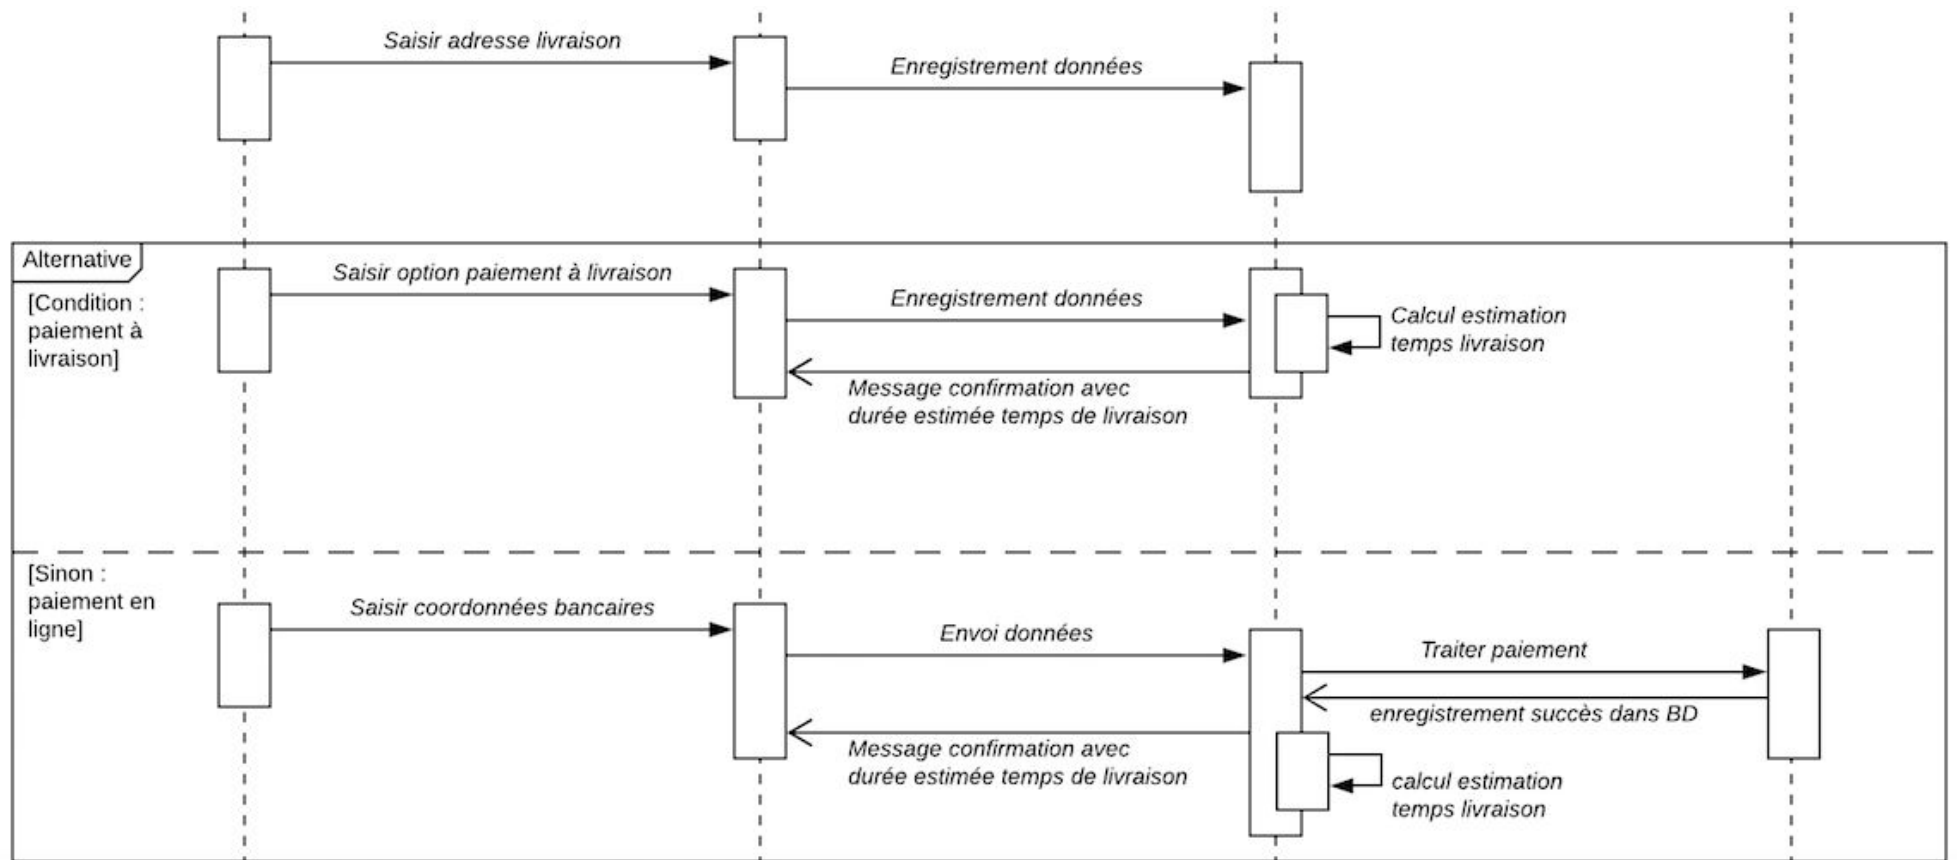 Saisir adresse livraison
Enregistrement données
Alternative
[Condition :
paiement à
livraison]
Saisir option paiement à livraison
Enregistrement données
Calcul estimation
temps livraison
Message confirmation avec
durée estimée temps de livraison
[Sinon :
paiement en
ligne]
Saisir coordonnées bancaires
Envoi données
Traiter paiement
enregistrement succès dans BD
Message confirmation avec
durée estimée temps de livraison
calcul estimation
temps livraison